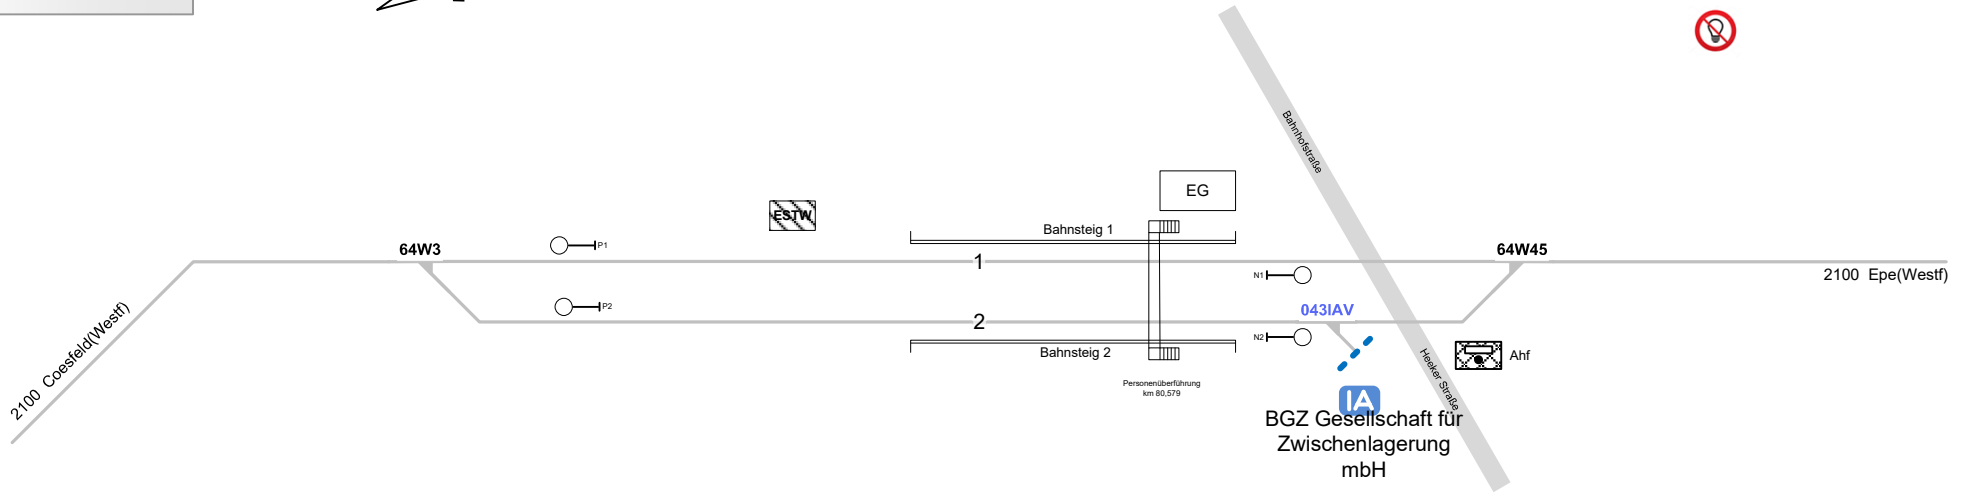 Bahnhofstraße
EG
ESTW
Bahnsteig 1
64W3
P1
1
64W45
N1
2100 Epe(Westf)
P2
2
043IAV
N2
Bahnsteig 2
Ahf
2100 Coesfeld(Westf)
Heeker Straße
Personenüberführung
km 80,579
IA
BGZ Gesellschaft für
Zwischenlagerung
mbH